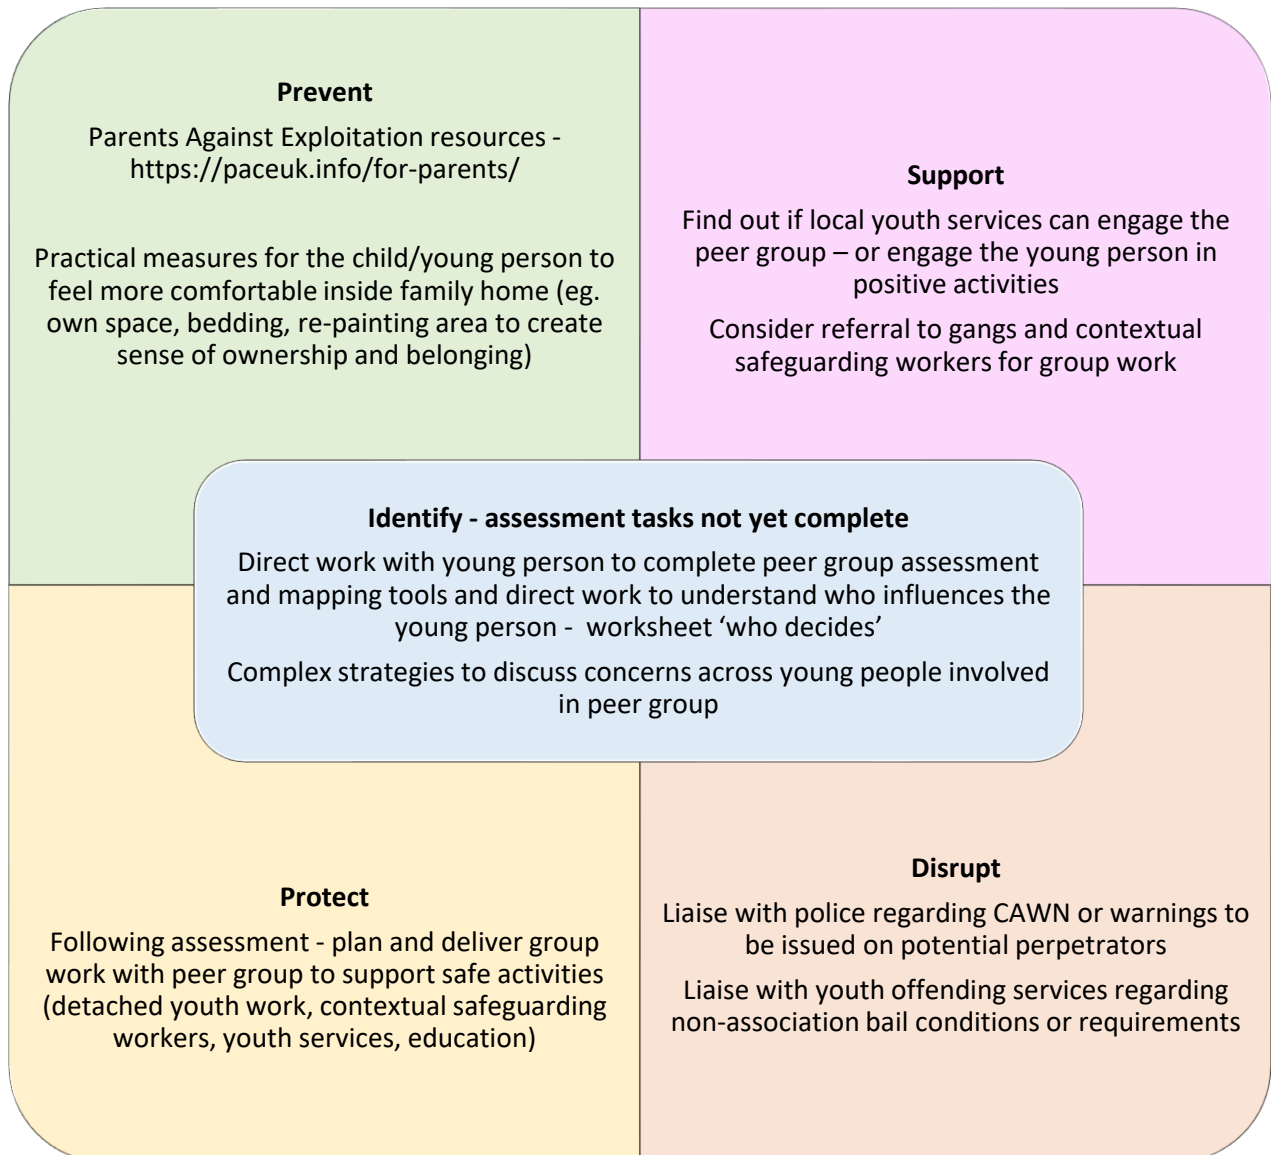 Prevent
Parents Against Exploitation resources -
https://paceuk.info/for-parents/
Practical measures for the child/young person to
feel more comfortable inside family home (eg.
own space, bedding, re-painting area to create
sense of ownership and belonging)
Support
Find out if local youth services can engage the
peer group – or engage the young person in
positive activities
Consider referral to gangs and contextual
safeguarding workers for group work
Identify - assessment tasks not yet complete
Direct work with young person to complete peer group assessment
and mapping tools and direct work to understand who influences the
young person -  worksheet ‘who decides’
Complex strategies to discuss concerns across young people involved
in peer group
Protect
Following assessment - plan and deliver group
work with peer group to support safe activities
(detached youth work, contextual safeguarding
workers, youth services, education)
Disrupt
Liaise with police regarding CAWN or warnings to
be issued on potential perpetrators
Liaise with youth offending services regarding
non-association bail conditions or requirements